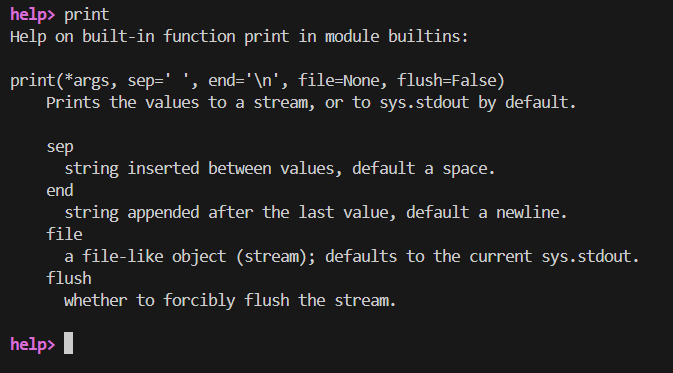 help> print
Help on built-in function print in module builtins:

print(*args, sep=' ', end='\n', file=None, flush=False)
    Prints the values to a stream, or to sys.stdout by default.

    sep
      string inserted between values, default a space.
    end
      string appended after the last value, default a newline.
    file
      a file-like object (stream); defaults to the current sys.stdout.
    flush
      whether to forcibly flush the stream.

help>